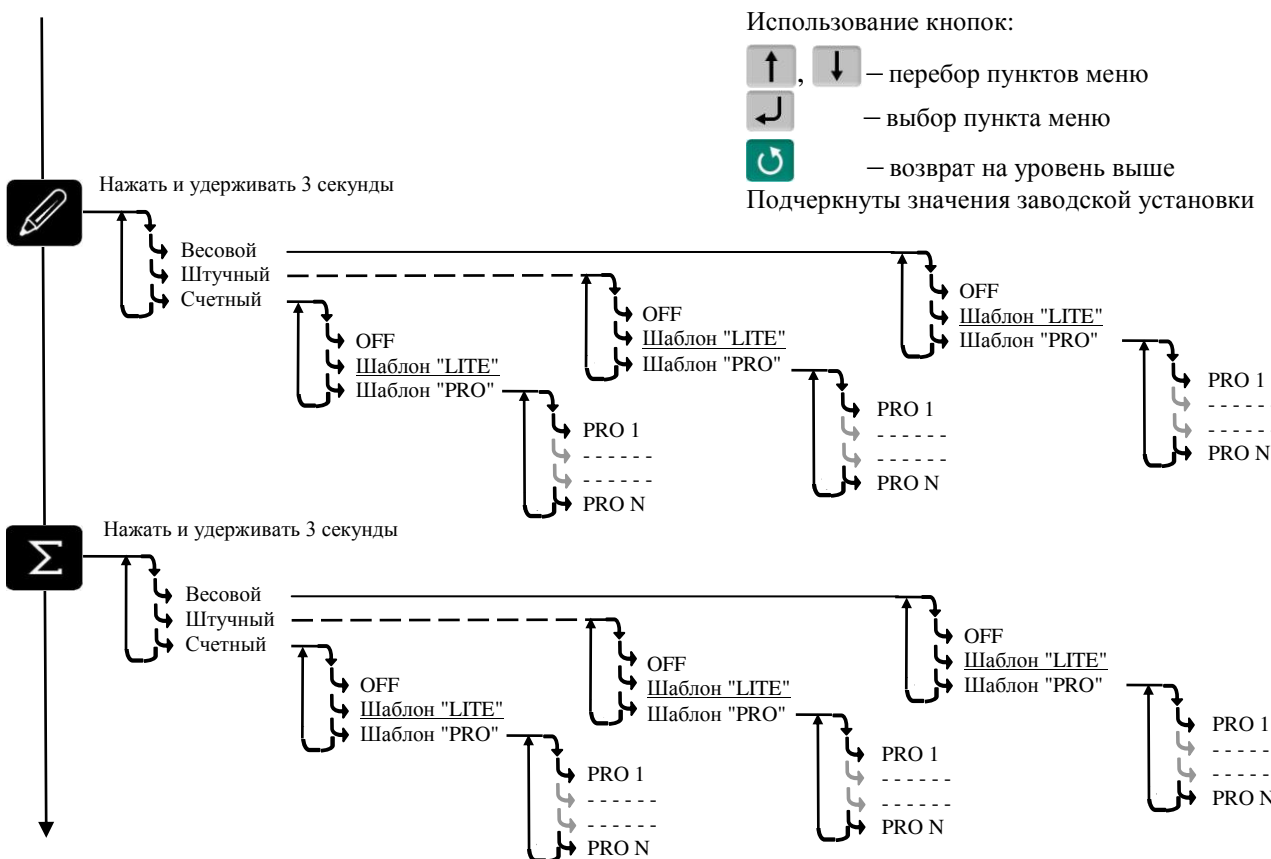 Использование кнопок:
, – перебор пунктов меню
– выбор пункта меню
– возврат на уровень выше
Подчеркнуты значения заводской установки
Нажать и удерживать 3 секунды
Весовой
Штучный
Счетный
OFF
Шаблон "LITE"
Шаблон "PRO"
PRO 1
- - - - - -
- - - - - -
PRO N
OFF
Шаблон "LITE"
Шаблон "PRO"
PRO 1
- - - - - -
- - - - - -
PRO N
OFF
Шаблон "LITE"
Шаблон "PRO"
PRO 1
- - - - -
- - - - -
PRO N
Нажать и удерживать 3 секунды
Σ
Весовой
Штучный
Счетный
OFF
Шаблон "LITE"
Шаблон "PRO"
PRO 1
- - - - - -
- - - - - -
PRO N
OFF
Шаблон "LITE"
Шаблон "PRO"
PRO 1
- - - - - -
- - - - - -
PRO N
OFF
Шаблон "LITE"
Шаблон "PRO"
PRO 1
- - - - -
- - - - -
PRO N